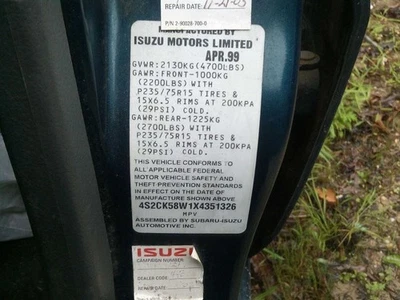 REPAIR DATE:
P/N 2-90028-700-0
MANUFACTURED BY
ISUZU MOTORS LIMITED
APR.99
GVWR:2130KG(4700LBS)
GAWR:FRONT-1000KG
(2200LBS)WITH
P235/75R15 TIRES &
15x6.5 RIMS AT 200KPA
(29PSI) COLD.
GAWR:REAR-1225KG
(2700LBS)WITH
P235/75R15 TIRES &
15x6.5 RIMS AT 200KPA
(29PSI) COLD.
THIS VEHICLE CONFORMS TO
ALL APPLICABLE FEDERAL
MOTOR VEHICLE SAFETY AND
THEFT PREVENTION STANDARDS
IN EFFECT ON THE DATE OF
MANUFACTURE SHOWN ABOVE.
4S2CK58W1X4351326
MPV
ASSEMBLED BY SUBARU-ISUZU
AUTOMOTIVE INC.
ISUZU
CAMPAIGN NUMBER
DEALER CODE
REPAIR DATE